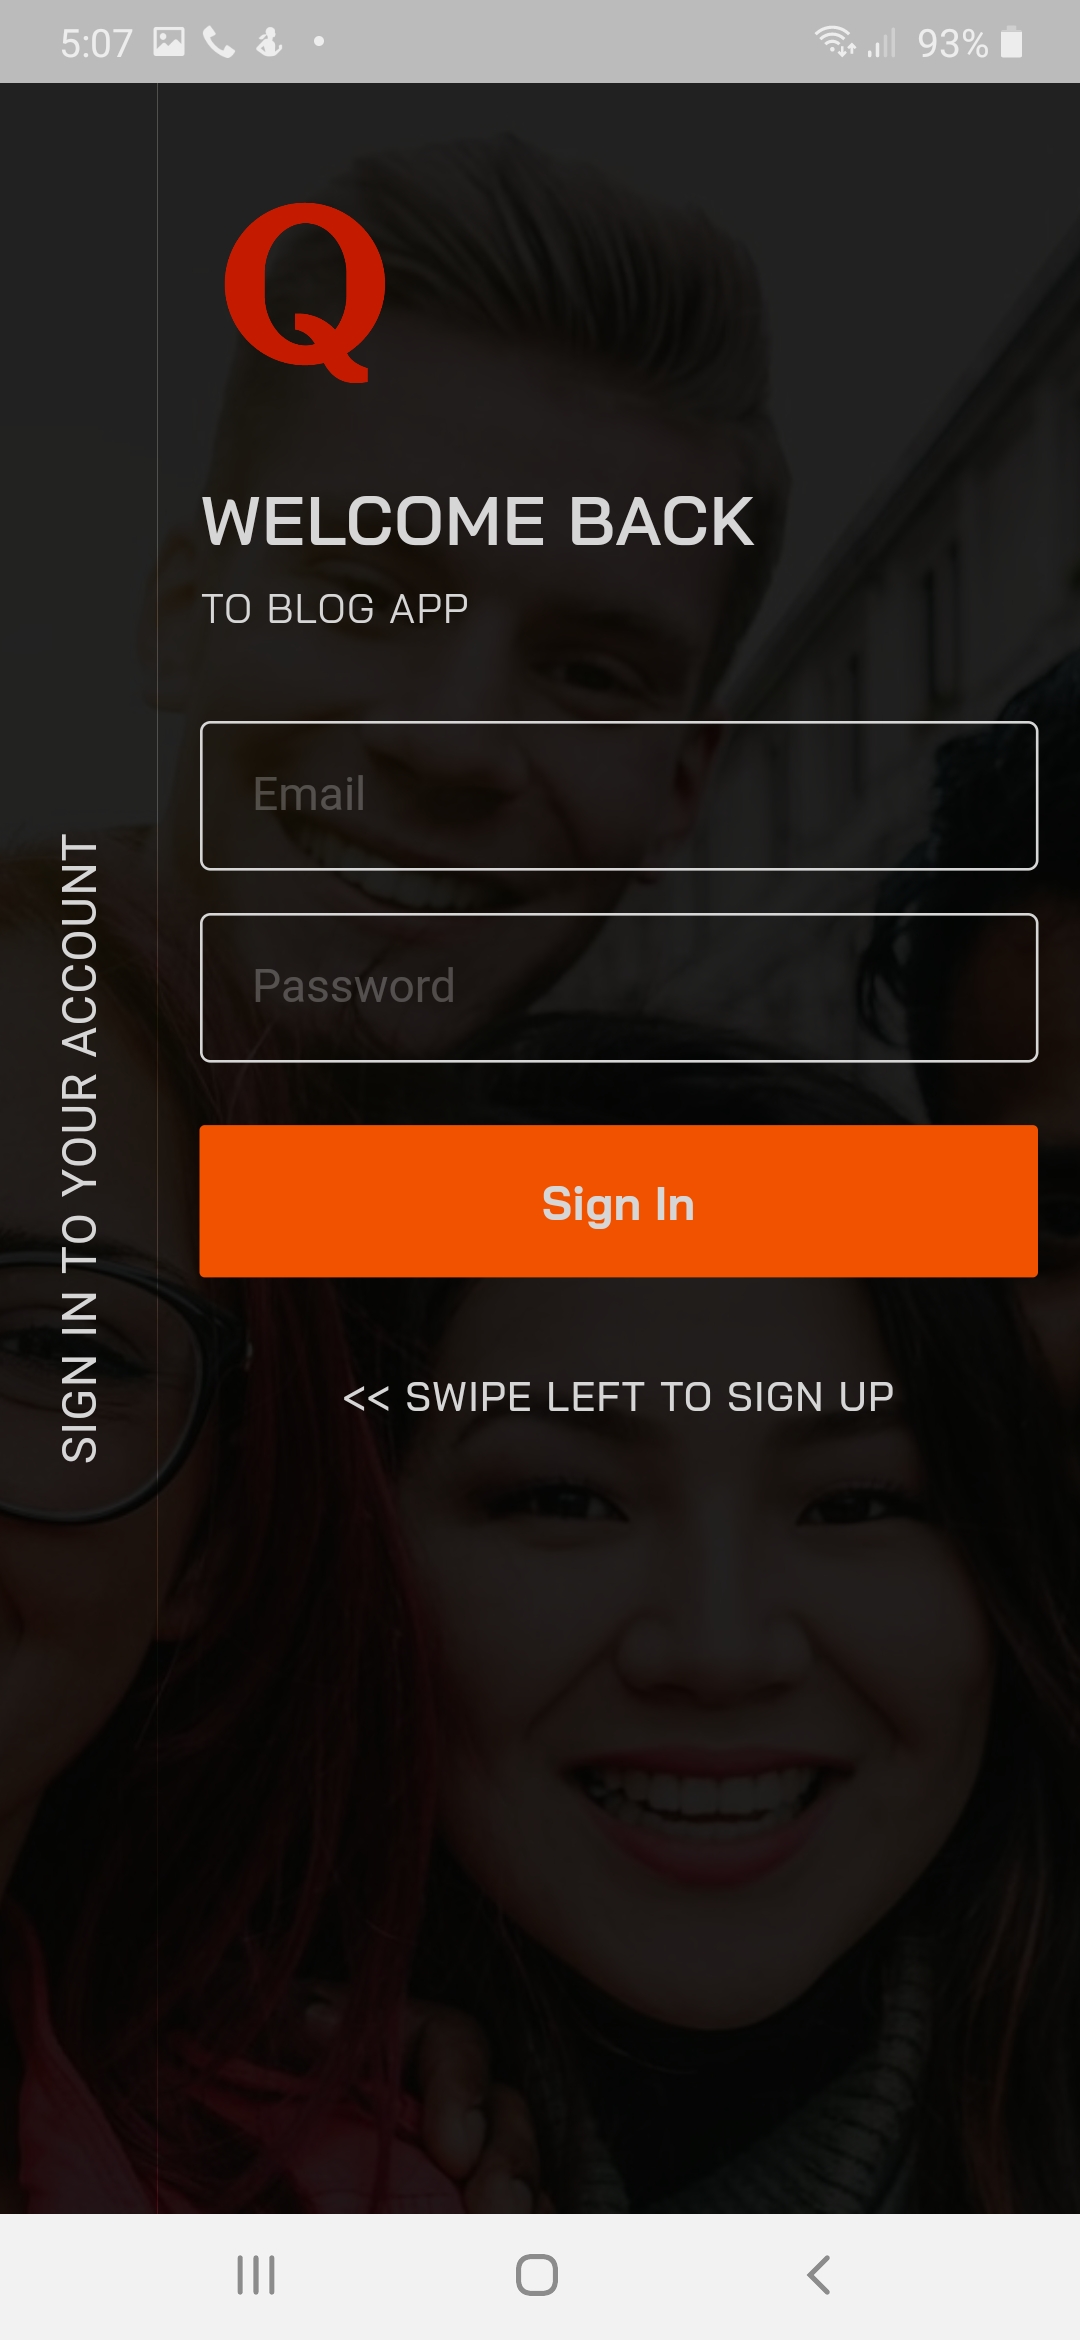 5:07
93%
Q
WELCOME BACK
TO BLOG APP
Email
Password
SIGN IN TO YOUR ACCOUNT
Sign In
<< SWIPE LEFT TO SIGN UP